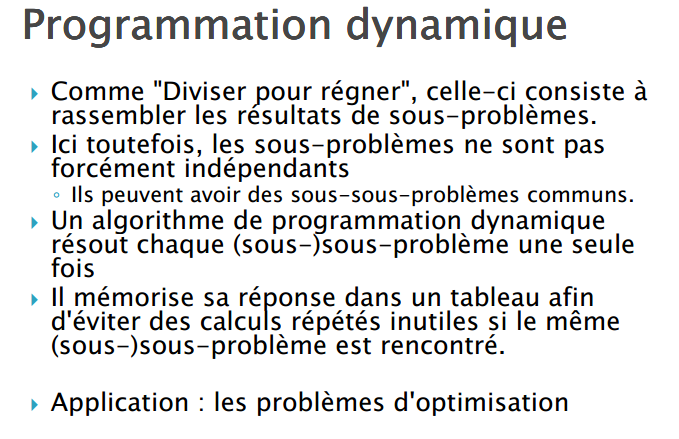 Programmation dynamique
Comme "Diviser pour régner", celle-ci consiste à
rassembler les résultats de sous-problèmes.
Ici toutefois, les sous-problèmes ne sont pas
forcément indépendants
Ils peuvent avoir des sous-sous-problèmes communs.
Un algorithme de programmation dynamique
résout chaque (sous-)sous-problème une seule
fois
Il mémorise sa réponse dans un tableau afin
d'éviter des calculs répétés inutiles si le même
(sous-)sous-problème est rencontré.
Application : les problèmes d'optimisation